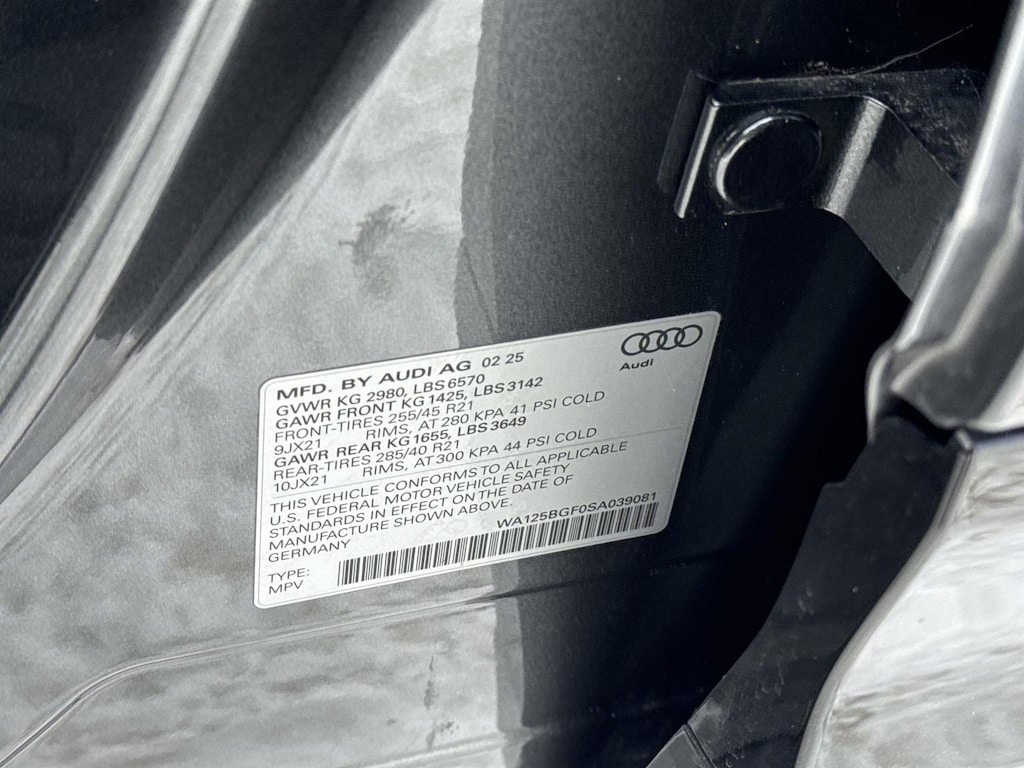 MFD. BY AUDI AG 02 25
Audi
GVWR KG 2980, LBS 6570
GAWR FRONT KG 1425, LBS 3142
FRONT-TIRES 255/45 R21
9JX21 RIMS, AT 280 KPA 41 PSI COLD
GAWR REAR KG 1655, LBS 3649
REAR-TIRES 285/40 R21
10JX21 RIMS, AT 300 KPA 44 PSI COLD
THIS VEHICLE CONFORMS TO ALL APPLICABLE
U.S. FEDERAL MOTOR VEHICLE SAFETY
STANDARDS IN EFFECT ON THE DATE OF
MANUFACTURE SHOWN ABOVE.
GERMANY
WA125BGF0SA039081
TYPE:
MPV